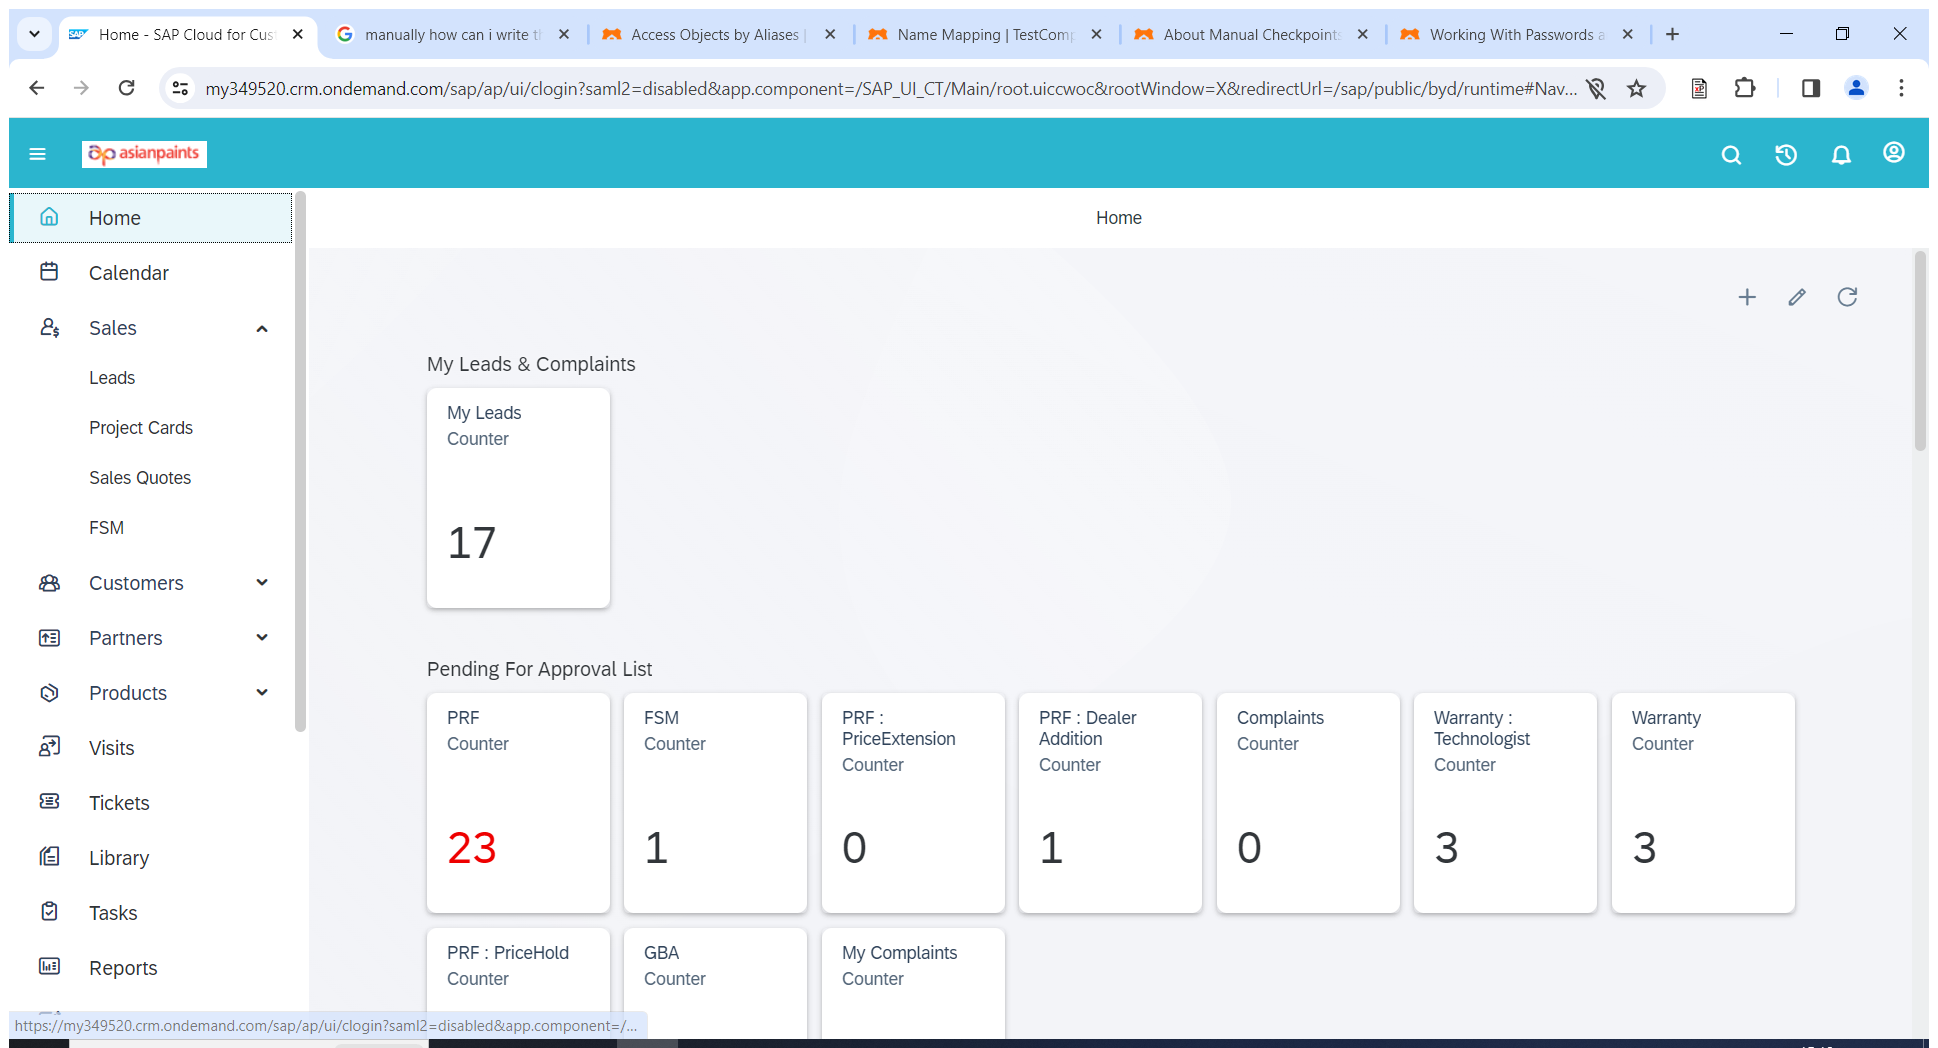 Home - SAP Cloud for Cus
manually how can i write t
Access Objects by Aliases |
Name Mapping | TestComp
About Manual Checkpoints
Working With Passwords a
my349520.crm.ondemand.com/sap/ap/ui/clogin?saml2=disabled&app.component=/SAP_UI_CT/Main/root.uiccwoc&rootWindow=X&redirectUrl=/sap/public/byd/runtime#Nav...
asianpaints
Home
Home
Calendar
Sales
Leads
Project Cards
Sales Quotes
FSM
Customers
Partners
Products
Visits
Tickets
Library
Tasks
Reports
My Leads & Complaints
My Leads
Counter
17
Pending For Approval List
PRF
Counter
23
FSM
Counter
1
PRF :
PriceExtension
Counter
0
PRF : Dealer
Addition
Counter
1
Complaints
Counter
0
Warranty :
Technologist
Counter
3
Warranty
Counter
3
PRF : PriceHold
Counter
GBA
Counter
My Complaints
Counter
https://my349520.crm.ondemand.com/sap/ap/ui/clogin?saml2=disabled&app.component=/...